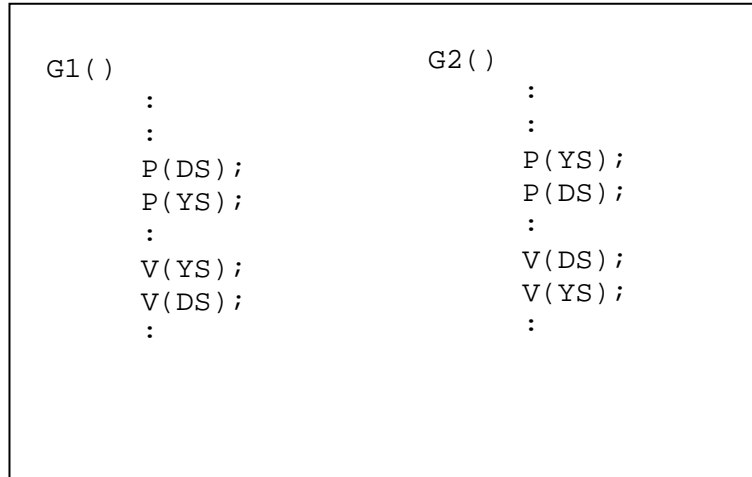 G1()
:
:
P(DS);
P(YS);
:
V(YS);
V(DS);
:
G2()
:
:
P(YS);
P(DS);
:
V(DS);
V(YS);
: